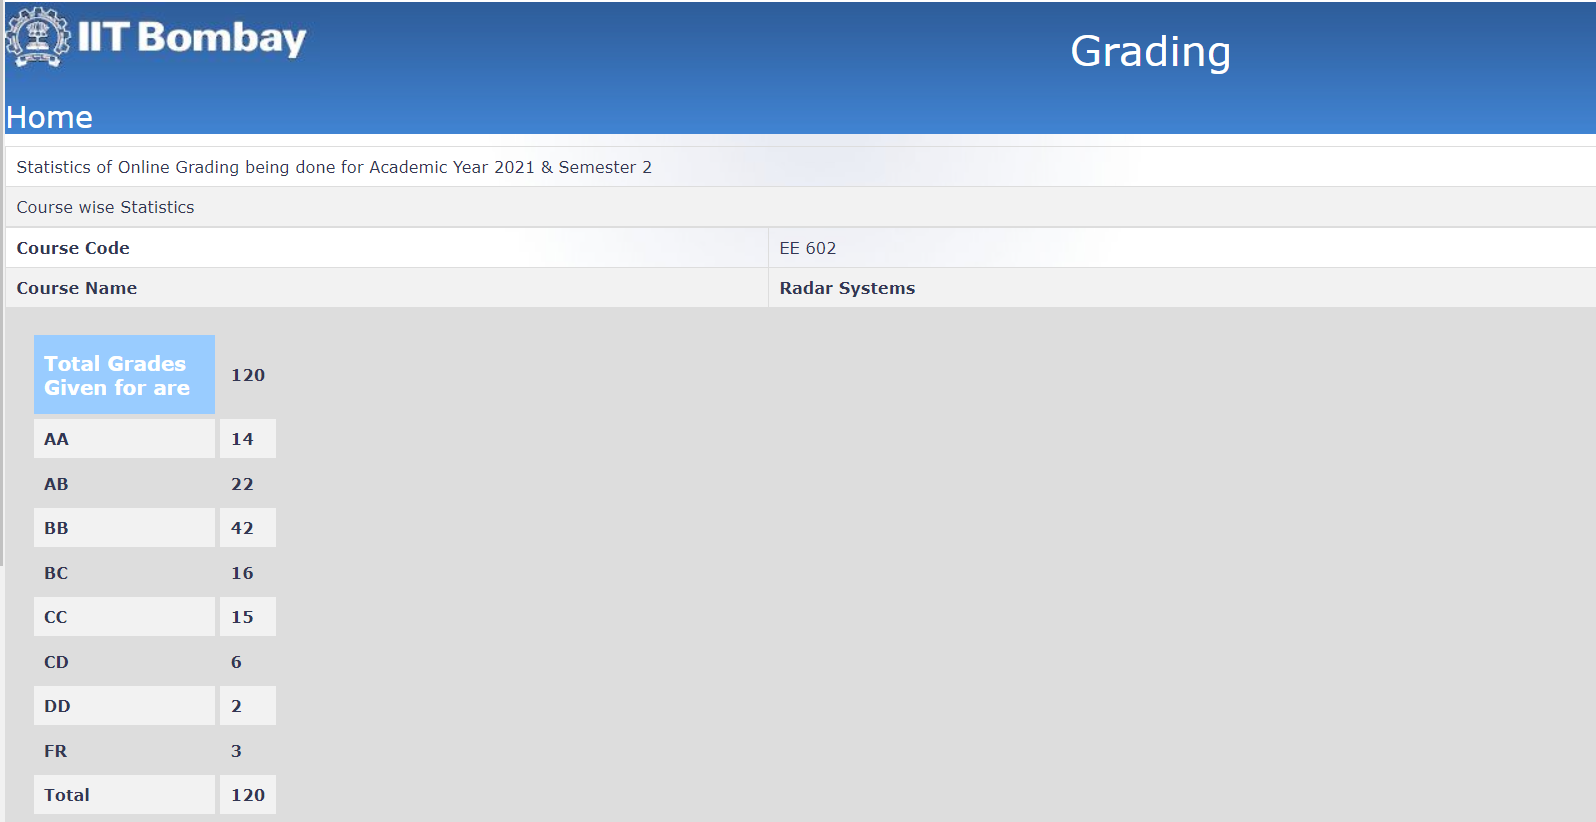 IIT Bombay
Grading
Home
Statistics of Online Grading being done for Academic Year 2021 & Semester 2
Course wise Statistics
Course Code EE 602
Course Name Radar Systems
Total Grades
Given for are 120
AA 14
AB 22
BB 42
BC 16
CC 15
CD 6
DD 2
FR 3
Total 120